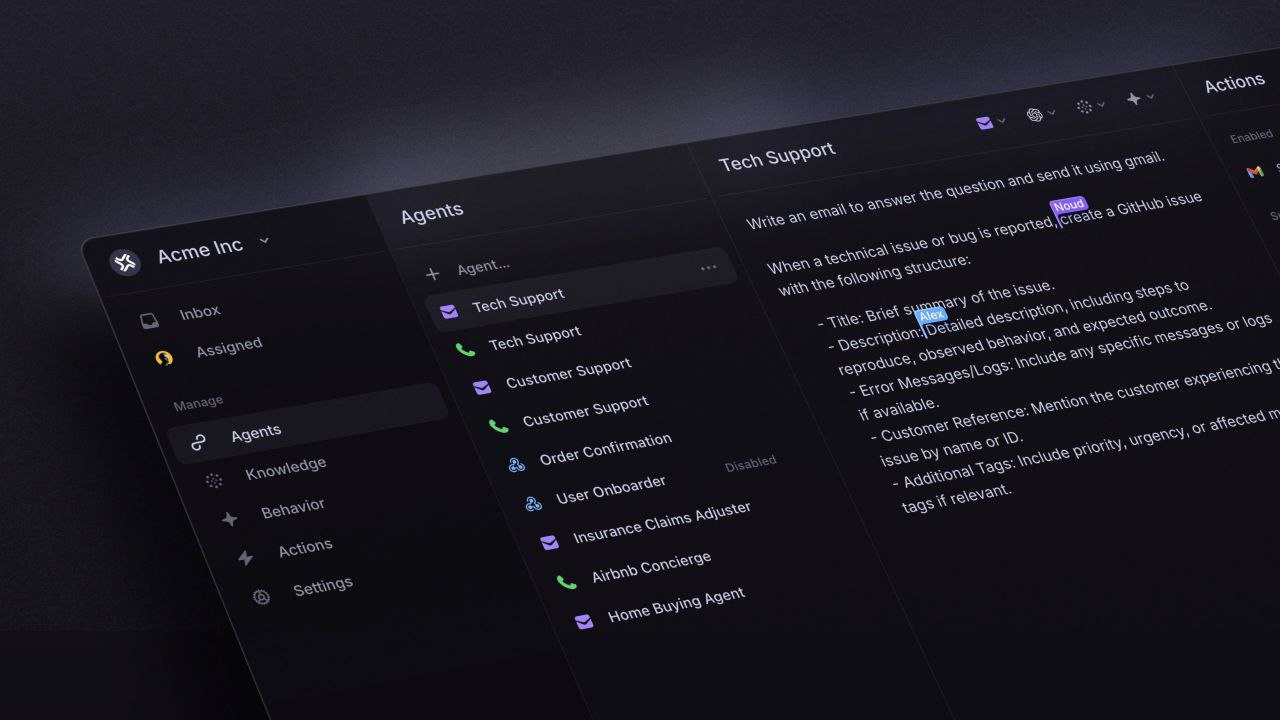 Acme Inc
Inbox
Assigned
Manage
Agents
Knowledge
Behavior
Actions
Settings
Agents
Agent...
Tech Support
Tech Support
Customer Support
Customer Support
Order Confirmation
User Onboarder Disabled
Insurance Claims Adjuster
Airbnb Concierge
Home Buying Agent
Tech Support
Write an email to answer the question and send it using gmail.
Noud
When a technical issue or bug is reported, create a GitHub issue
with the following structure:
- Title: Brief summary of the issue.
Alex
- Description: Detailed description, including steps to
reproduce, observed behavior, and expected outcome.
- Error Messages/Logs: Include any specific messages or logs
if available.
- Customer Reference: Mention the customer experiencing
issue by name or ID.
- Additional Tags: Include priority, urgency, or affected
tags if relevant.
Actions
Enabled